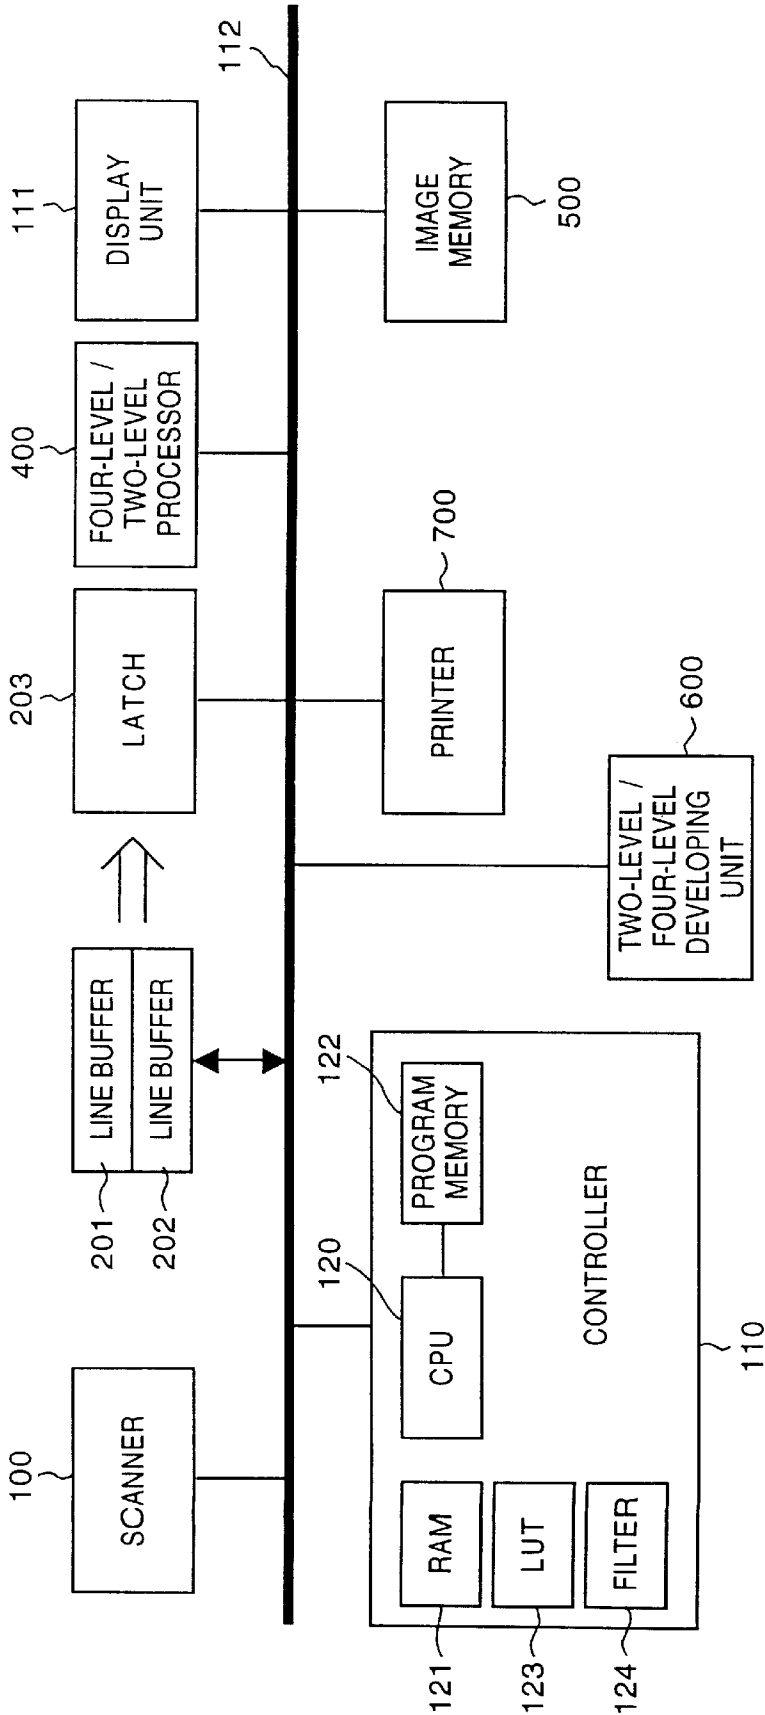 100
SCANNER
201
LINE BUFFER
202
LINE BUFFER
203
LATCH
400
FOUR-LEVEL /
TWO-LEVEL
PROCESSOR
111
DISPLAY
UNIT
112
121
RAM
123
LUT
124
FILTER
120
CPU
122
PROGRAM
MEMORY
CONTROLLER
110
TWO-LEVEL /
FOUR-LEVEL
DEVELOPING
UNIT
600
PRINTER
700
IMAGE
MEMORY
500